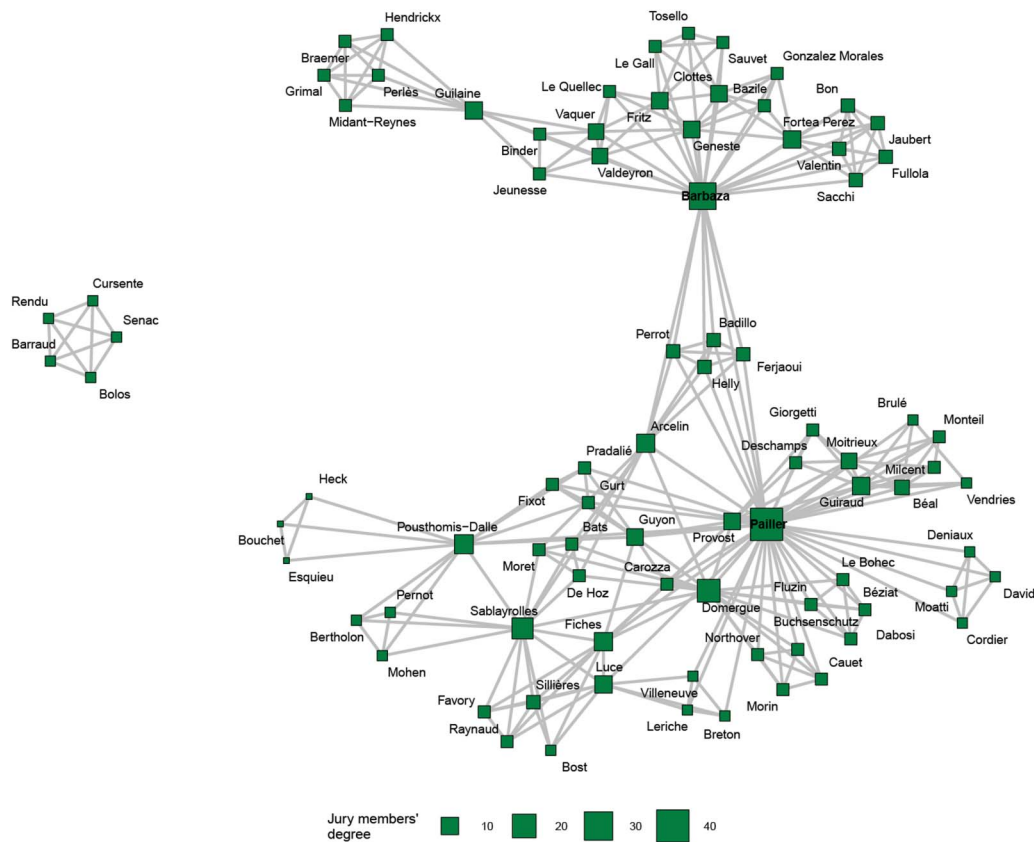 Hendrickx
Braemer
Grimal
Perlès
Midant−Reynes
Guilaine
Tosello
Le Gall
Sauvet
Clottes
Gonzalez Morales
Le Quellec
Bazile
Bon
Vaquer
Fritz
Fortea Perez
Jaubert
Binder
Geneste
Valentin
Valdeyron
Fullola
Jeunesse
Sacchi
Barbaza
Cursente
Rendu
Senac
Barraud
Bolos
Badillo
Perrot
Ferjaoui
Helly
Giorgetti
Brulé
Monteil
Arcelin
Deschamps
Moitrieux
Pradalié
Milcent
Heck
Gurt
Guiraud
Béal
Vendries
Fixot
Pousthomis−Dalle
Bats
Guyon
Provost
Pailler
Bouchet
Deniaux
Le Bohec
Esquieu
Moret
Carozza
Fluzin
Béziat
David
De Hoz
Moatti
Pernot
Domergue
Buchsenschutz
Cordier
Sablayrolles
Fiches
Dabosi
Bertholon
Northover
Cauet
Mohen
Luce
Sillières
Villeneuve
Morin
Favory
Leriche
Breton
Raynaud
Bost
Jury members'
degree
10
20
30
40